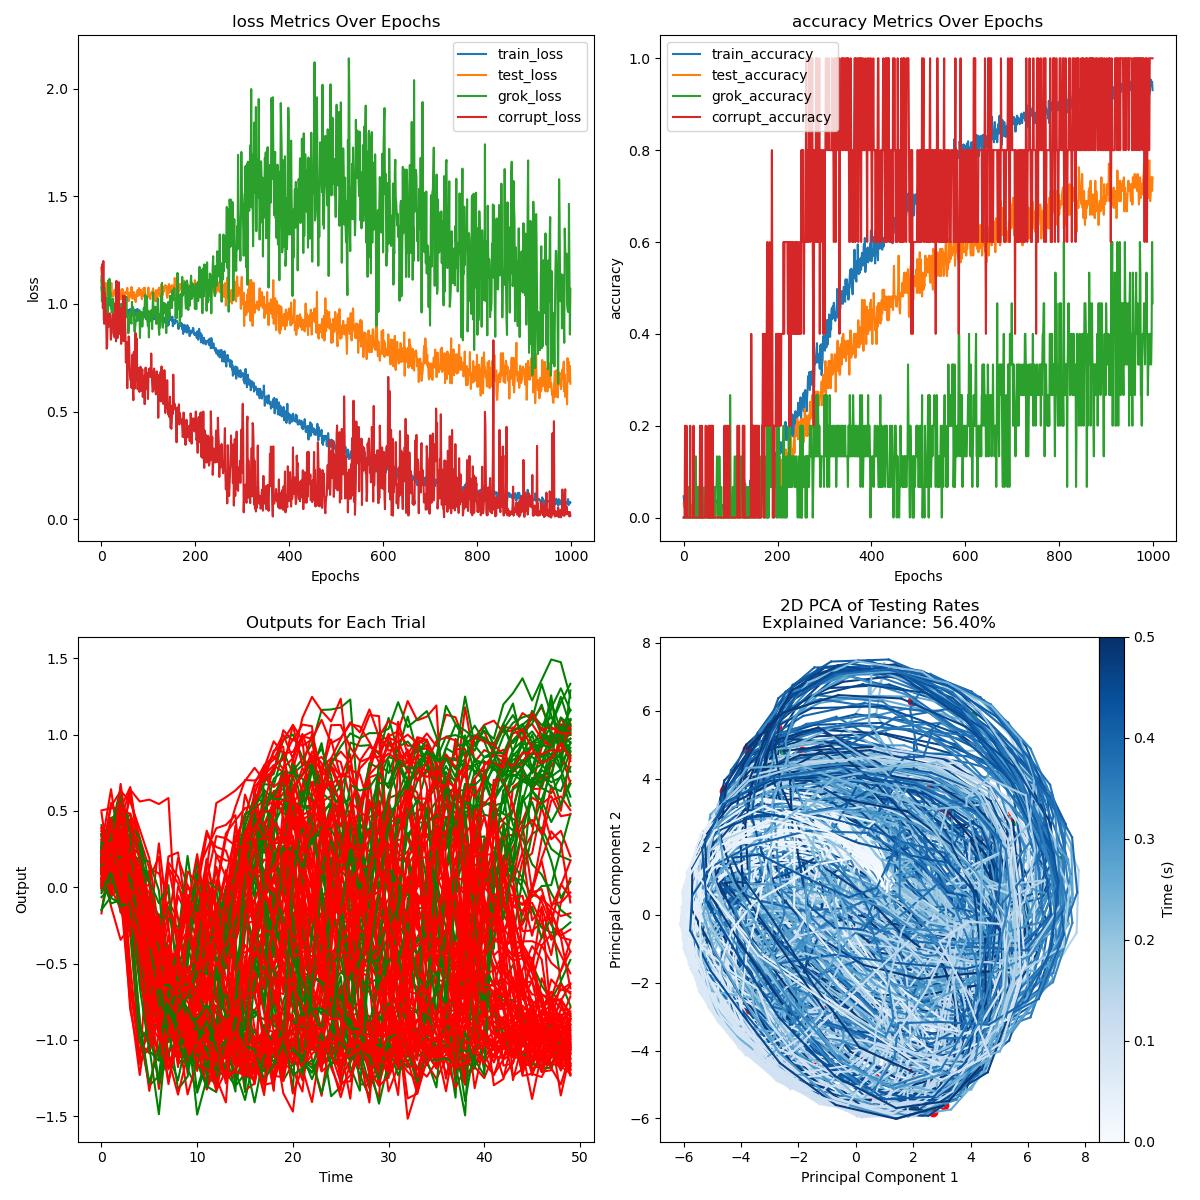 loss Metrics Over Epochs
loss
2.0
1.5
1.0
0.5
0.0
0
200
400
600
800
1000
Epochs
train_loss
test_loss
grok_loss
corrupt_loss
accuracy Metrics Over Epochs
accuracy
1.0
0.8
0.6
0.4
0.2
0.0
0
200
400
600
800
1000
Epochs
train_accuracy
test_accuracy
grok_accuracy
corrupt_accuracy
Outputs for Each Trial
Output
1.5
1.0
0.5
0.0
−0.5
−1.0
−1.5
0
10
20
30
40
50
Time
2D PCA of Testing Rates
Explained Variance: 56.40%
Principal Component 2
8
6
4
2
0
−2
−4
−6
−6
−4
−2
0
2
4
6
8
Principal Component 1
0.5
0.4
0.3
0.2
0.1
0.0
Time (s)